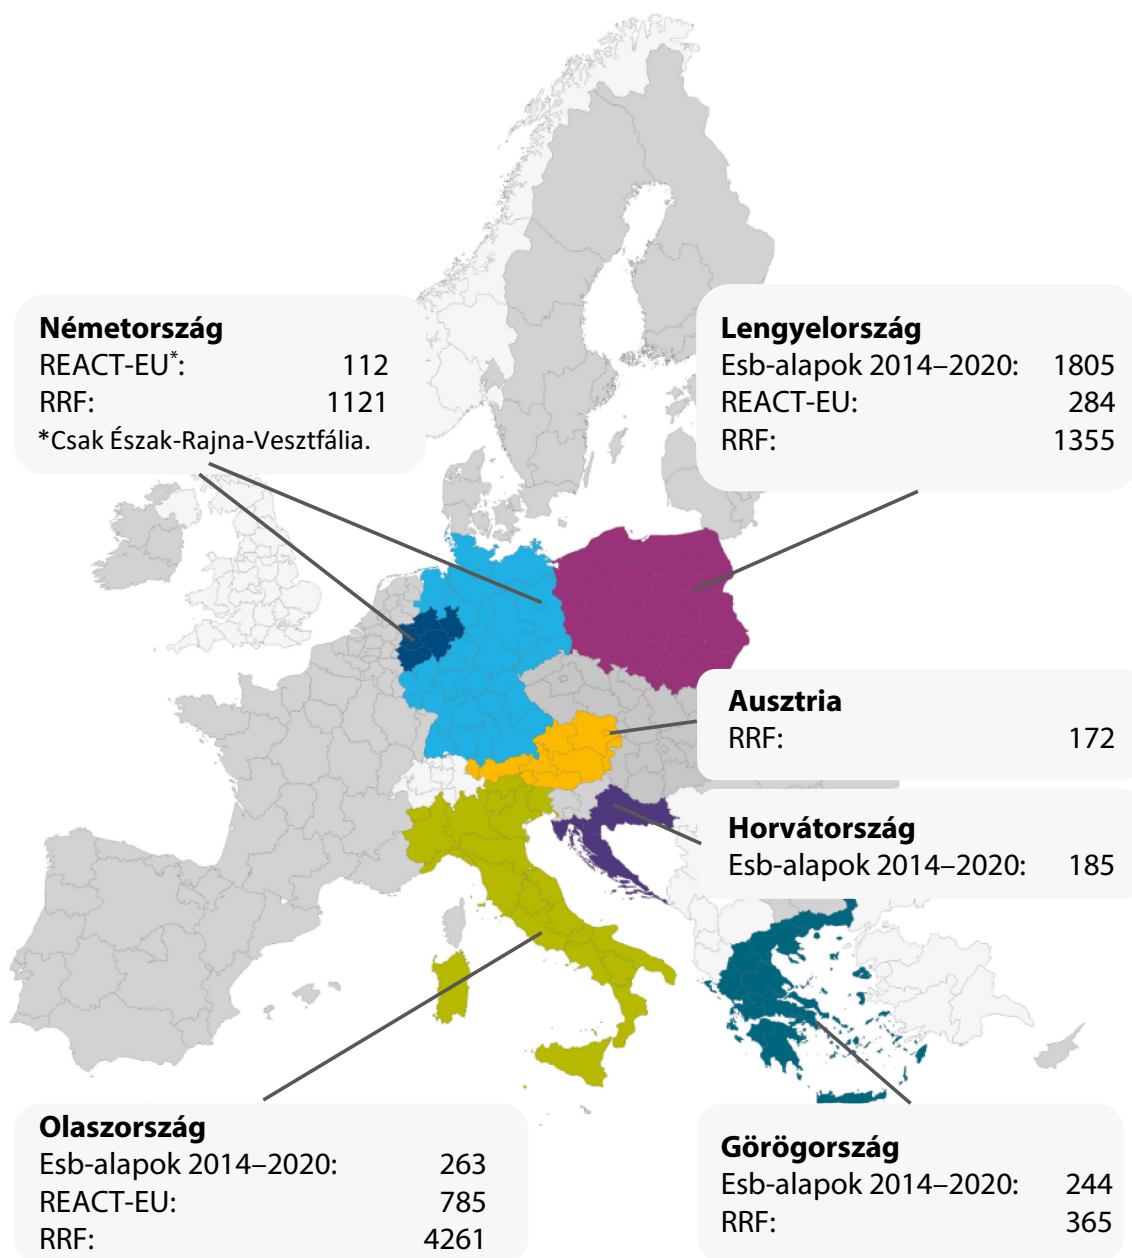 Németország
REACT-EU*: 112
RRF: 1121
*Csak Észak-Rajna-Vesztfália.
Lengyelország
Esb-alapok 2014–2020: 1805
REACT-EU: 284
RRF: 1355
Ausztria
RRF: 172
Horvátország
Esb-alapok 2014–2020: 185
Olaszország
Esb-alapok 2014–2020: 263
REACT-EU: 785
RRF: 4261
Görögország
Esb-alapok 2014–2020: 244
RRF: 365